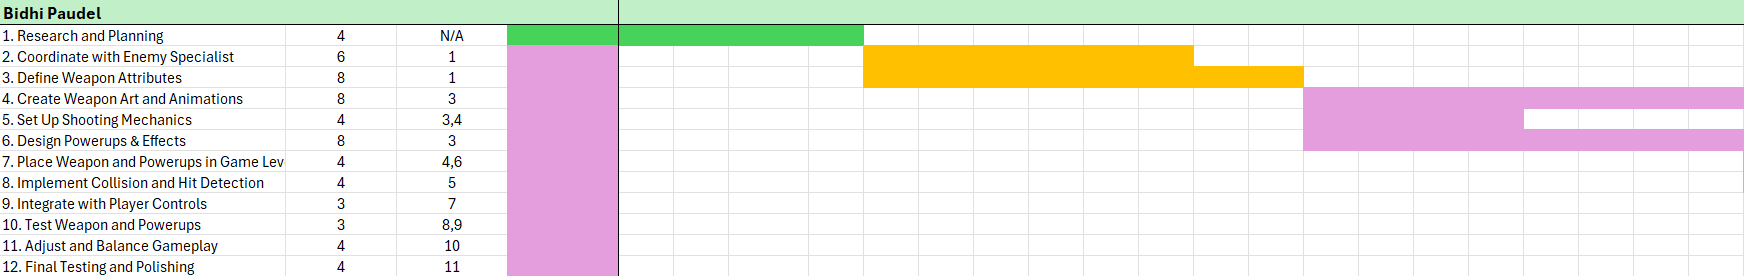 Bidhi Paudel
1. Research and Planning 4 N/A
2. Coordinate with Enemy Specialist 6 1
3. Define Weapon Attributes 8 1
4. Create Weapon Art and Animations 8 3
5. Set Up Shooting Mechanics 4 3,4
6. Design Powerups & Effects 8 3
7. Place Weapon and Powerups in Game Lev 4 4,6
8. Implement Collision and Hit Detection 4 5
9. Integrate with Player Controls 3 7
10. Test Weapon and Powerups 3 8,9
11. Adjust and Balance Gameplay 4 10
12. Final Testing and Polishing 4 11